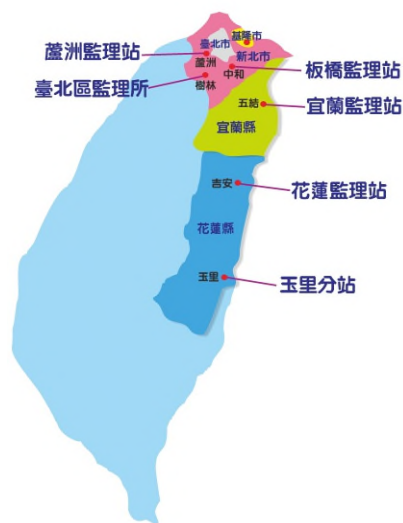 基隆市
臺北市
蘆洲監理站
新北市
蘆洲
板橋監理站
中和
臺北區監理所
樹林
五結
宜蘭監理站
宜蘭縣
吉安
花蓮監理站
花蓮縣
玉里
玉里分站